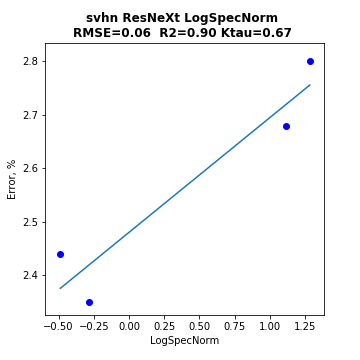 svhn ResNeXt LogSpecNorm
RMSE=0.06 R2=0.90 Ktau=0.67
2.8
2.7
2.6
2.5
2.4
Error, %
−0.50 −0.25 0.00 0.25 0.50 0.75 1.00 1.25
LogSpecNorm